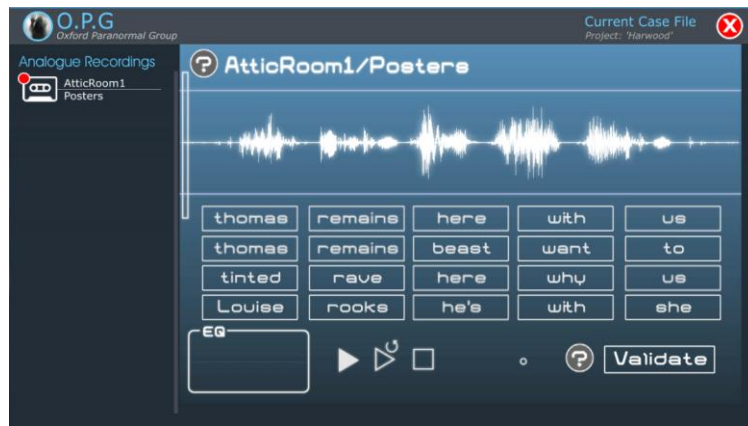 O.P.G
Oxford Paranormal Group
Current Case File
Project: 'Harwood'
Analogue Recordings
AtticRoom1
Posters
? AtticRoom1/Posters
thomas remains here with us
thomas remains beast want to
tinted rave here why us
Louise rooks he's with she
EQ
? Validate